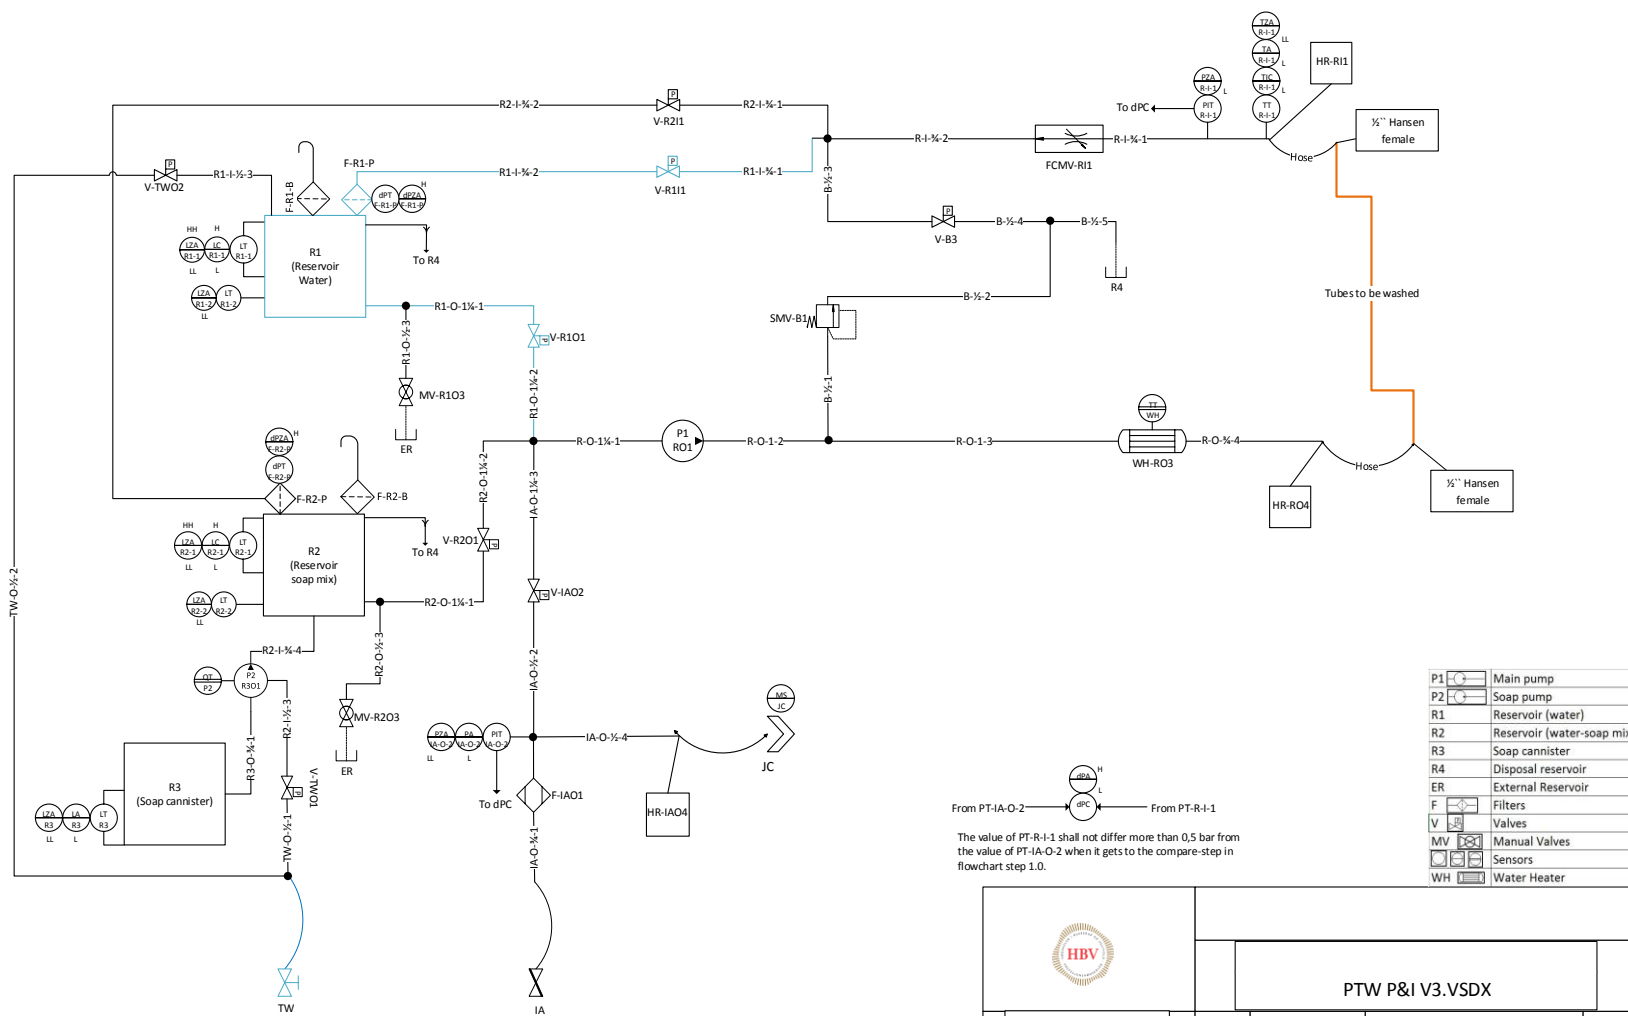 TZA
R-I-1
LL
TA
R-I-1
L
TIC
R-I-1
L
TT
R-I-1
PZA
R-I-1
L
PIT
R-I-1
To dPC
HR-RI1
½`` Hansen
female
Hose
R-I-¾-1
FCMV-RI1
R-I-¾-2
R2-I-¾-2
V-R2I1
P
R2-I-¾-1
R1-I-¾-2
V-R1I1
P
R1-I-¾-1
V-TWO2
P
R1-I-½-3
F-R1-B
F-R1-P
dPT
F-R1-P
dPZA
F-R1-P
H
B-½-3
V-B3
P
B-½-4
B-½-5
R4
HH
LZA
R1-1
LL
H
LC
R1-1
L
LT
R1-1
R1
(Reservoir
Water)
To R4
LZA
R1-2
LL
LT
R1-2
R1-O-1¼-1
V-R1O1
P
R1-O-½-3
MV-R1O3
ER
R1-O-1¼-2
B-½-2
SMV-B1
B-½-1
Tubes to be washed
TT
WH
P1
RO1
R-O-1¼-1
R-O-1-2
R-O-1-3
WH-RO3
R-O-¾-4
Hose
HR-RO4
½`` Hansen
female
dPZA
F-R2-P
H
dPT
F-R2-P
F-R2-P
F-R2-B
R2-O-1¼-2
IA-O-1¼-3
HH
LZA
R2-1
LL
H
LC
R2-1
L
LT
R2-1
R2
(Reservoir
soap mix)
To R4
V-R2O1
P
V-IAO2
P
LZA
R2-2
LL
LT
R2-2
R2-O-1¼-1
TW-O-½-2
R2-I-¾-4
R2-O-½-3
IA-O-½-2
QT
P2
P2
R3O1
R2-I-½-3
MV-R2O3
ER
MS
JC
JC
PZA
IA-O-2
LL
PA
IA-O-2
L
PIT
IA-O-2
IA-O-½-4
To dPC
F-IAO1
HR-IAO4
R3
(Soap cannister)
R3-O-¾-1
V-TWO1
P
LZA
R3
LL
LA
R3
L
LT
R3
TW-O-½-1
IA-O-¾-1
TW
IA
dPA
H
L
dPC
From PT-IA-O-2
From PT-R-I-1
The value of PT-R-I-1 shall not differ more than 0,5 bar from
the value of PT-IA-O-2 when it gets to the compare-step in
flowchart step 1.0.
P1 Main pump
P2 Soap pump
R1 Reservoir (water)
R2 Reservoir (water-soap mix
R3 Soap cannister
R4 Disposal reservoir
ER External Reservoir
F Filters
V Valves
MV Manual Valves
Sensors
WH Water Heater
HBV
PTW P&I V3.VSDX